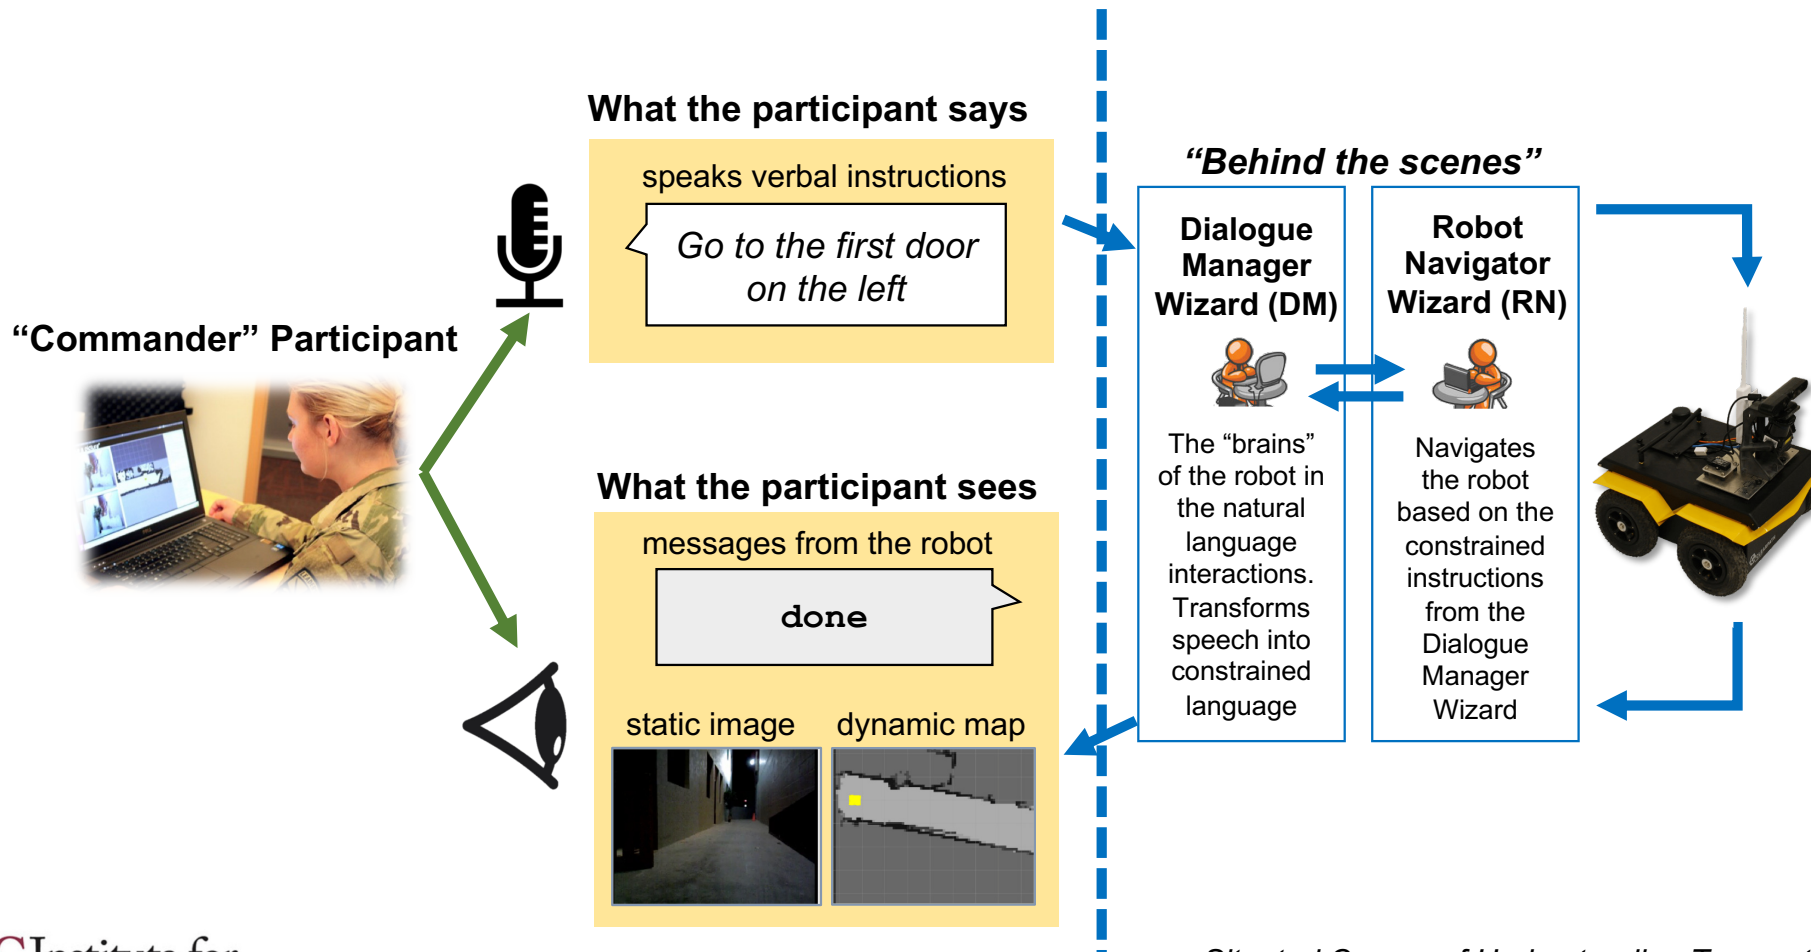 What the participant says
speaks verbal instructions
Go to the first door
on the left
“Commander” Participant
What the participant sees
messages from the robot
done
static image
dynamic map
“Behind the scenes”
Dialogue
Manager
Wizard (DM)
The “brains”
of the robot in
the natural
language
interactions.
Transforms
speech into
constrained
language
Robot
Navigator
Wizard (RN)
Navigates
the robot
based on the
constrained
instructions
from the
Dialogue
Manager
Wizard
Institute for